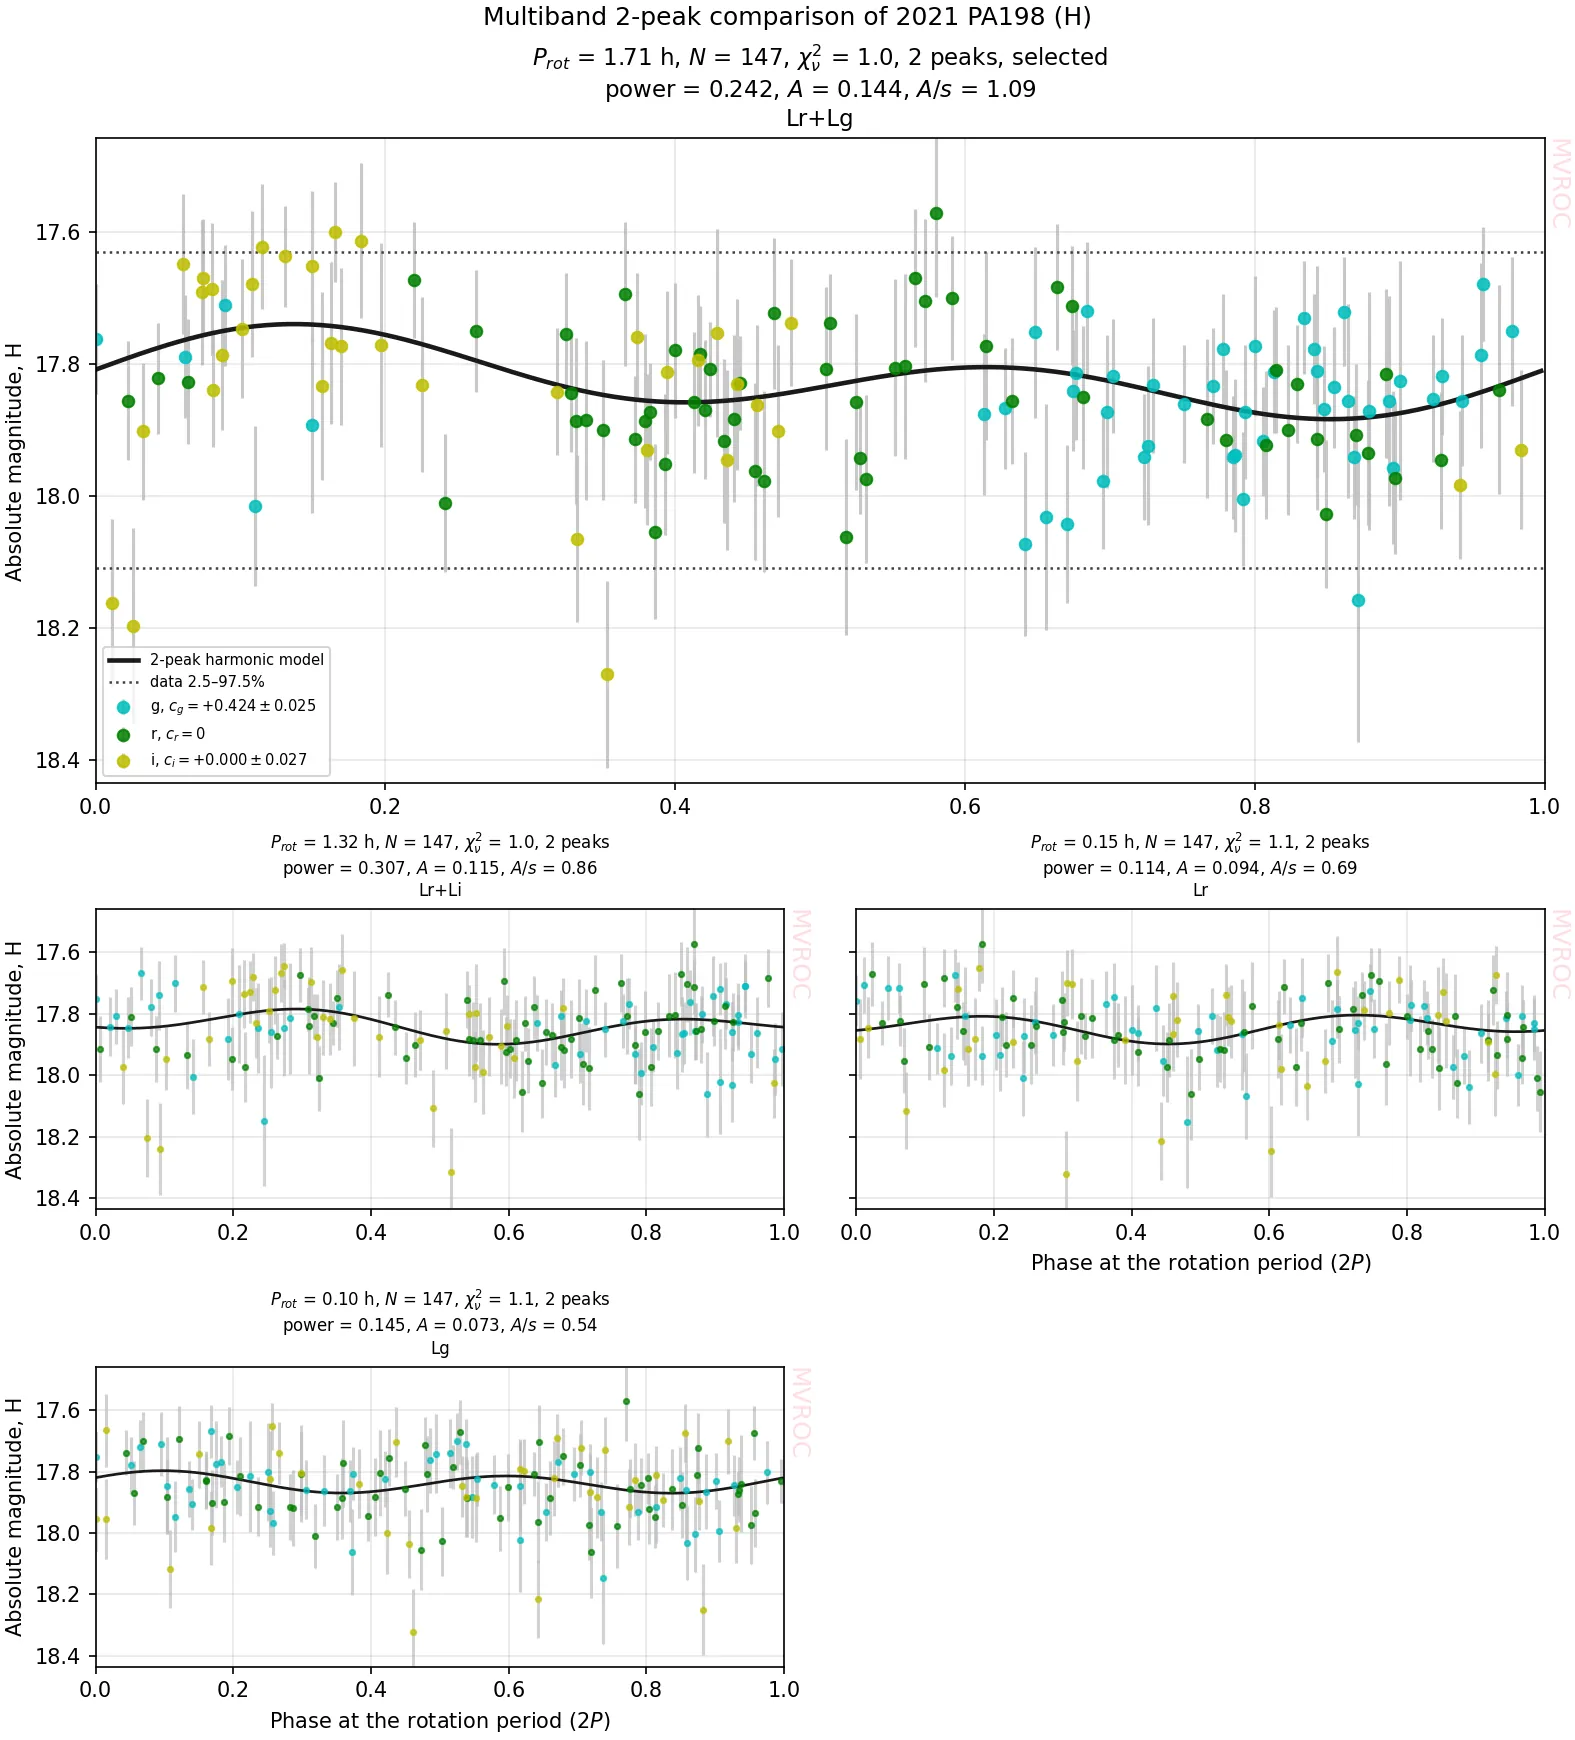 Multiband 2-peak comparison of 2021 PA198 (H)
P_rot = 1.71 h, N = 147, χ²_ν = 1.0, 2 peaks, selected
power = 0.242, A = 0.144, A/s = 1.09
Lr+Lg
MVROC
Absolute magnitude, H
17.6
17.8
18.0
18.2
18.4
2-peak harmonic model
data 2.5–97.5%
g, c_g = +0.424 ± 0.025
r, c_r = 0
i, c_i = +0.000 ± 0.027
0.0 0.2 0.4 0.6 0.8 1.0
P_rot = 1.32 h, N = 147, χ²_ν = 1.0, 2 peaks
power = 0.307, A = 0.115, A/s = 0.86
Lr+Li
MVROC
Absolute magnitude, H
17.6
17.8
18.0
18.2
18.4
0.0 0.2 0.4 0.6 0.8 1.0
P_rot = 0.15 h, N = 147, χ²_ν = 1.1, 2 peaks
power = 0.114, A = 0.094, A/s = 0.69
Lr
MVROC
0.0 0.2 0.4 0.6 0.8 1.0
Phase at the rotation period (2P)
P_rot = 0.10 h, N = 147, χ²_ν = 1.1, 2 peaks
power = 0.145, A = 0.073, A/s = 0.54
Lg
MVROC
Absolute magnitude, H
17.6
17.8
18.0
18.2
18.4
0.0 0.2 0.4 0.6 0.8 1.0
Phase at the rotation period (2P)